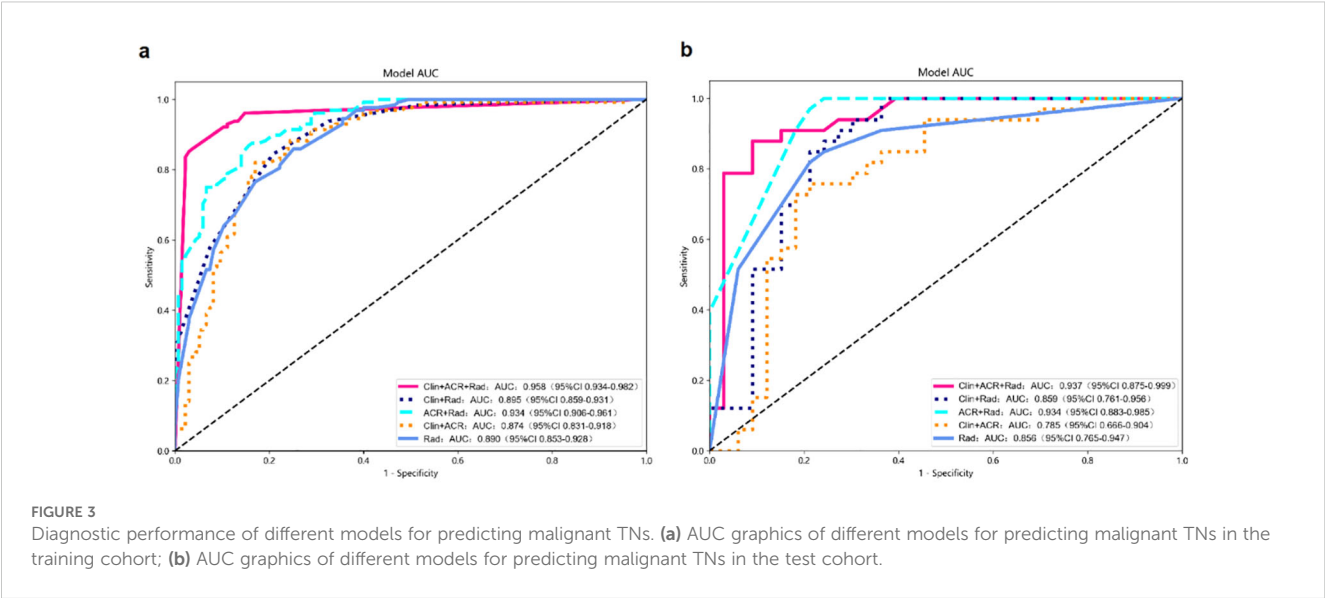 a
Model AUC
1.0
0.8
0.6
0.4
0.2
0.0
Sensitivity
0.0 0.2 0.4 0.6 0.8 1.0
1 - Specificity
Clin+ACR+Rad: AUC: 0.958 (95%CI 0.934-0.982)
Clin+Rad: AUC: 0.895 (95%CI 0.859-0.931)
ACR+Rad: AUC: 0.934 (95%CI 0.906-0.961)
Clin+ACR: AUC: 0.874 (95%CI 0.831-0.918)
Rad: AUC: 0.890 (95%CI 0.853-0.928)
b
Model AUC
1.0
0.8
0.6
0.4
0.2
0.0
Sensitivity
0.0 0.2 0.4 0.6 0.8 1.0
1 - Specificity
Clin+ACR+Rad: AUC: 0.937 (95%CI 0.875-0.999)
Clin+Rad: AUC: 0.859 (95%CI 0.761-0.956)
ACR+Rad: AUC: 0.934 (95%CI 0.883-0.985)
Clin+ACR: AUC: 0.785 (95%CI 0.666-0.904)
Rad: AUC: 0.856 (95%CI 0.765-0.947)
FIGURE 3
Diagnostic performance of different models for predicting malignant TNs. (a) AUC graphics of different models for predicting malignant TNs in the
training cohort; (b) AUC graphics of different models for predicting malignant TNs in the test cohort.